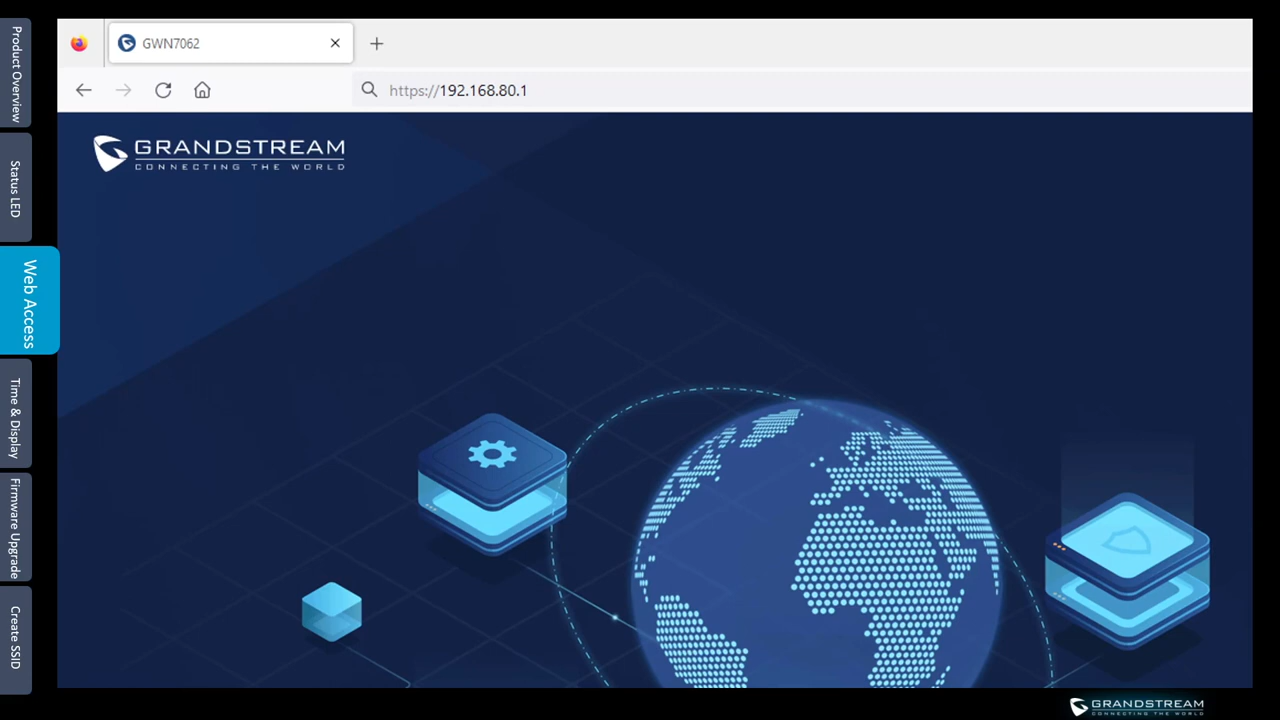 Product Overview
Status LED
Web Access
Time & Display
Firmware Upgrade
Create SSID
GWN7062
https://192.168.80.1
GRANDSTREAM
CONNECTING THE WORLD
GRANDSTREAM
CONNECTING THE WORLD